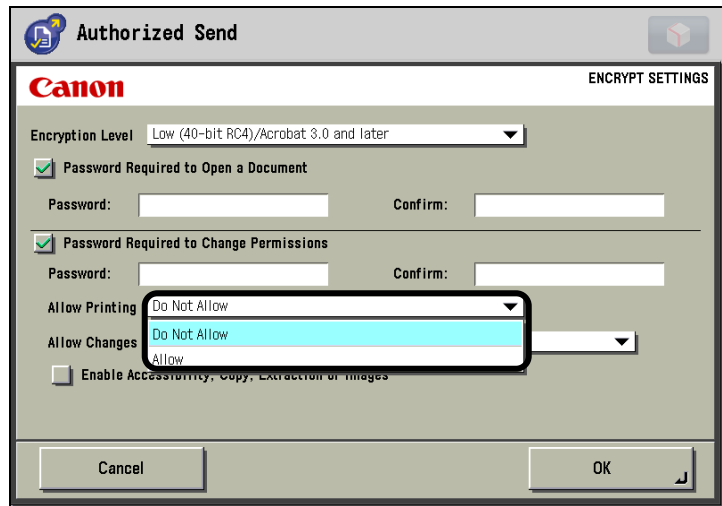 Authorized Send
Canon
ENCRYPT SETTINGS
Encryption Level Low (40-bit RC4)/Acrobat 3.0 and later
Password Required to Open a Document
Password: Confirm:
Password Required to Change Permissions
Password: Confirm:
Allow Printing Do Not Allow
Do Not Allow
Allow Changes
Allow
Enable Accessibility, Copy, Extraction of Images
Cancel OK